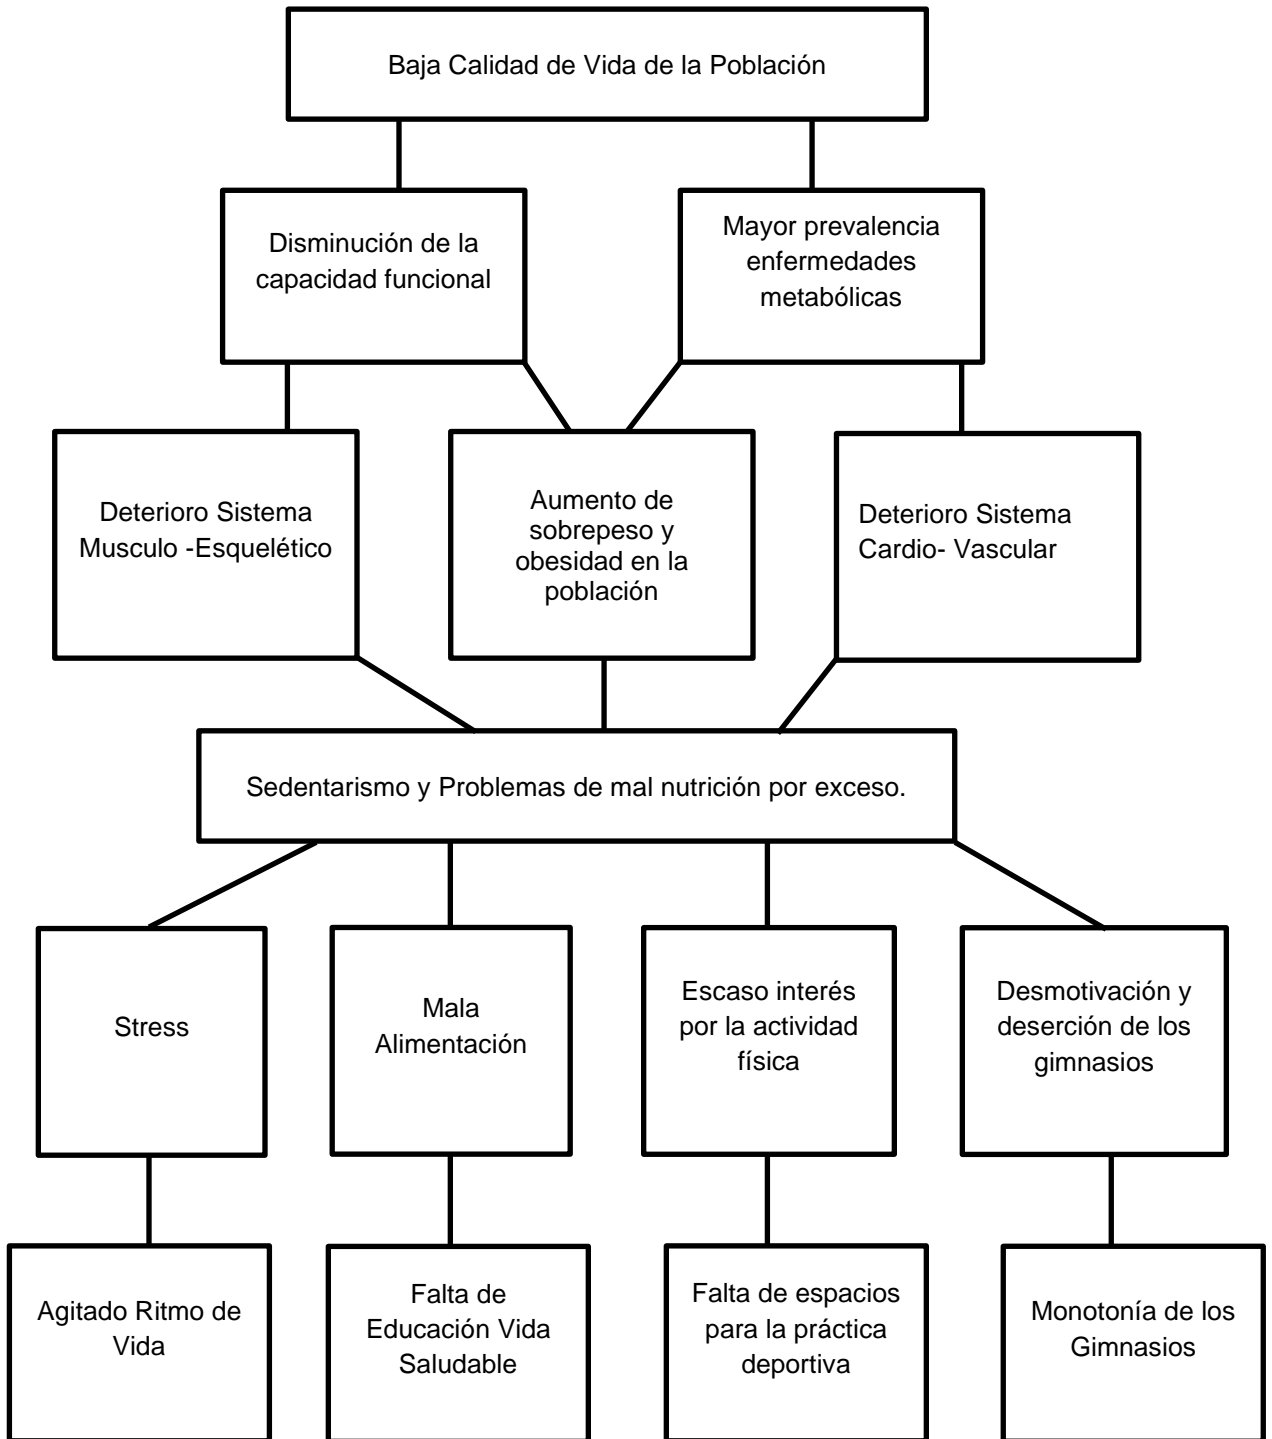 Baja Calidad de Vida de la Población
Disminución de la
capacidad funcional
Mayor prevalencia
enfermedades
metabólicas
Deterioro Sistema
Musculo -Esquelético
Aumento de
sobrepeso y
obesidad en la
población
Deterioro Sistema
Cardio- Vascular
Sedentarismo y Problemas de mal nutrición por exceso.
Stress
Mala
Alimentación
Escaso interés
por la actividad
física
Desmotivación y
deserción de los
gimnasios
Agitado Ritmo de
Vida
Falta de
Educación Vida
Saludable
Falta de espacios
para la práctica
deportiva
Monotonía de los
Gimnasios